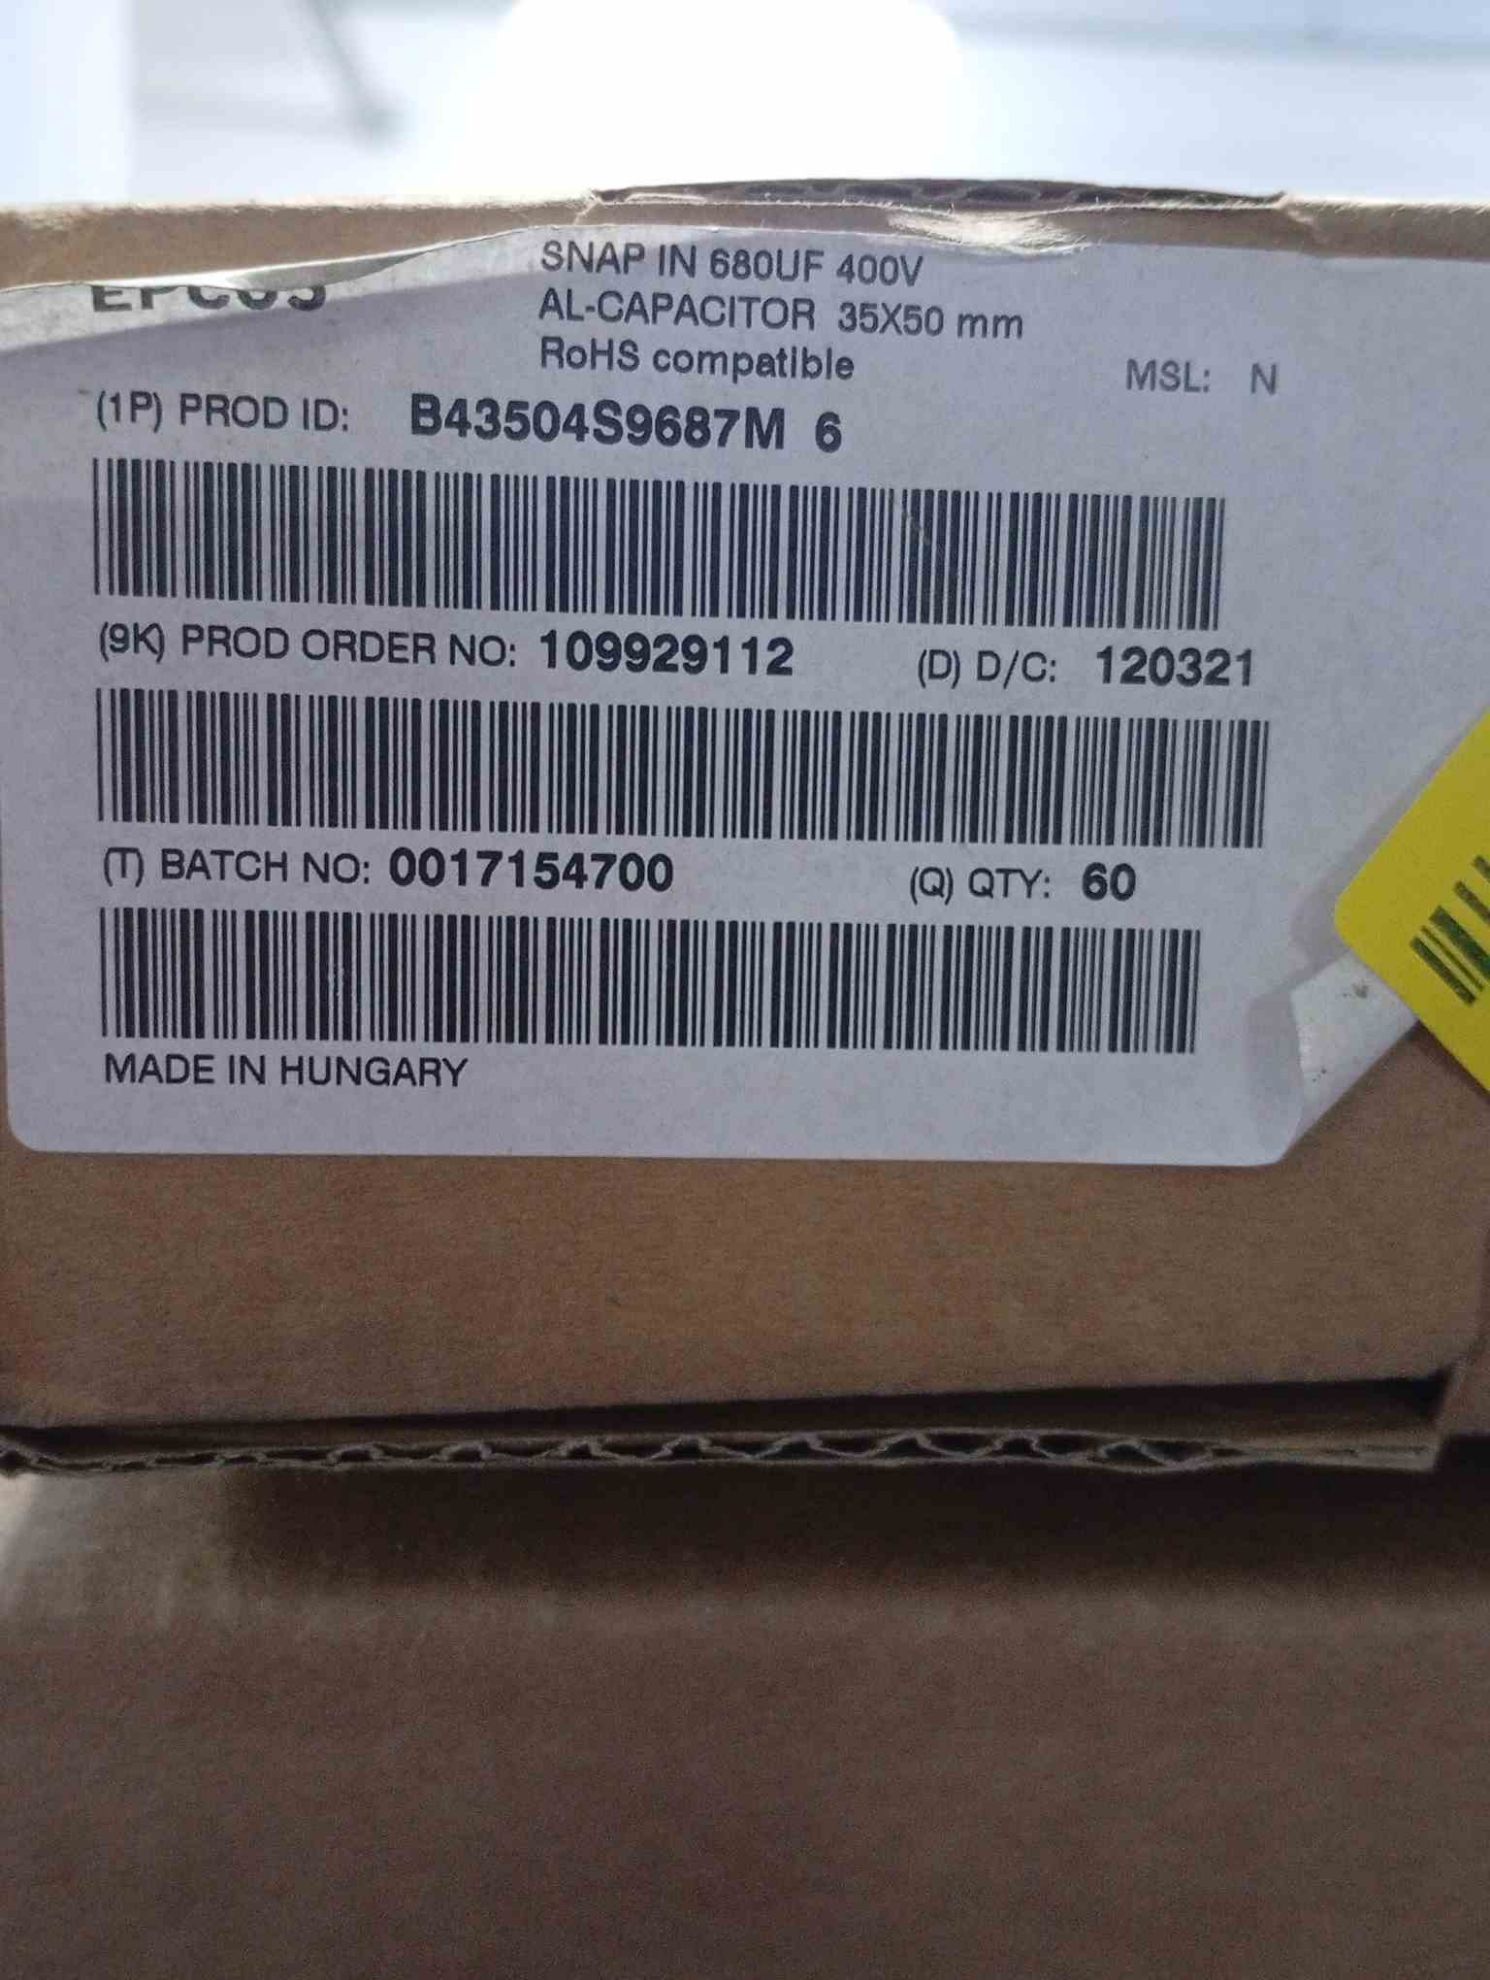 SNAP IN 680UF 400V
EPCOS
AL-CAPACITOR 35X50 mm
RoHS compatible
MSL: N
(1P) PROD ID: B43504S9687M 6
(9K) PROD ORDER NO: 109929112 (D) D/C: 120321
(T) BATCH NO: 0017154700 (Q) QTY: 60
MADE IN HUNGARY